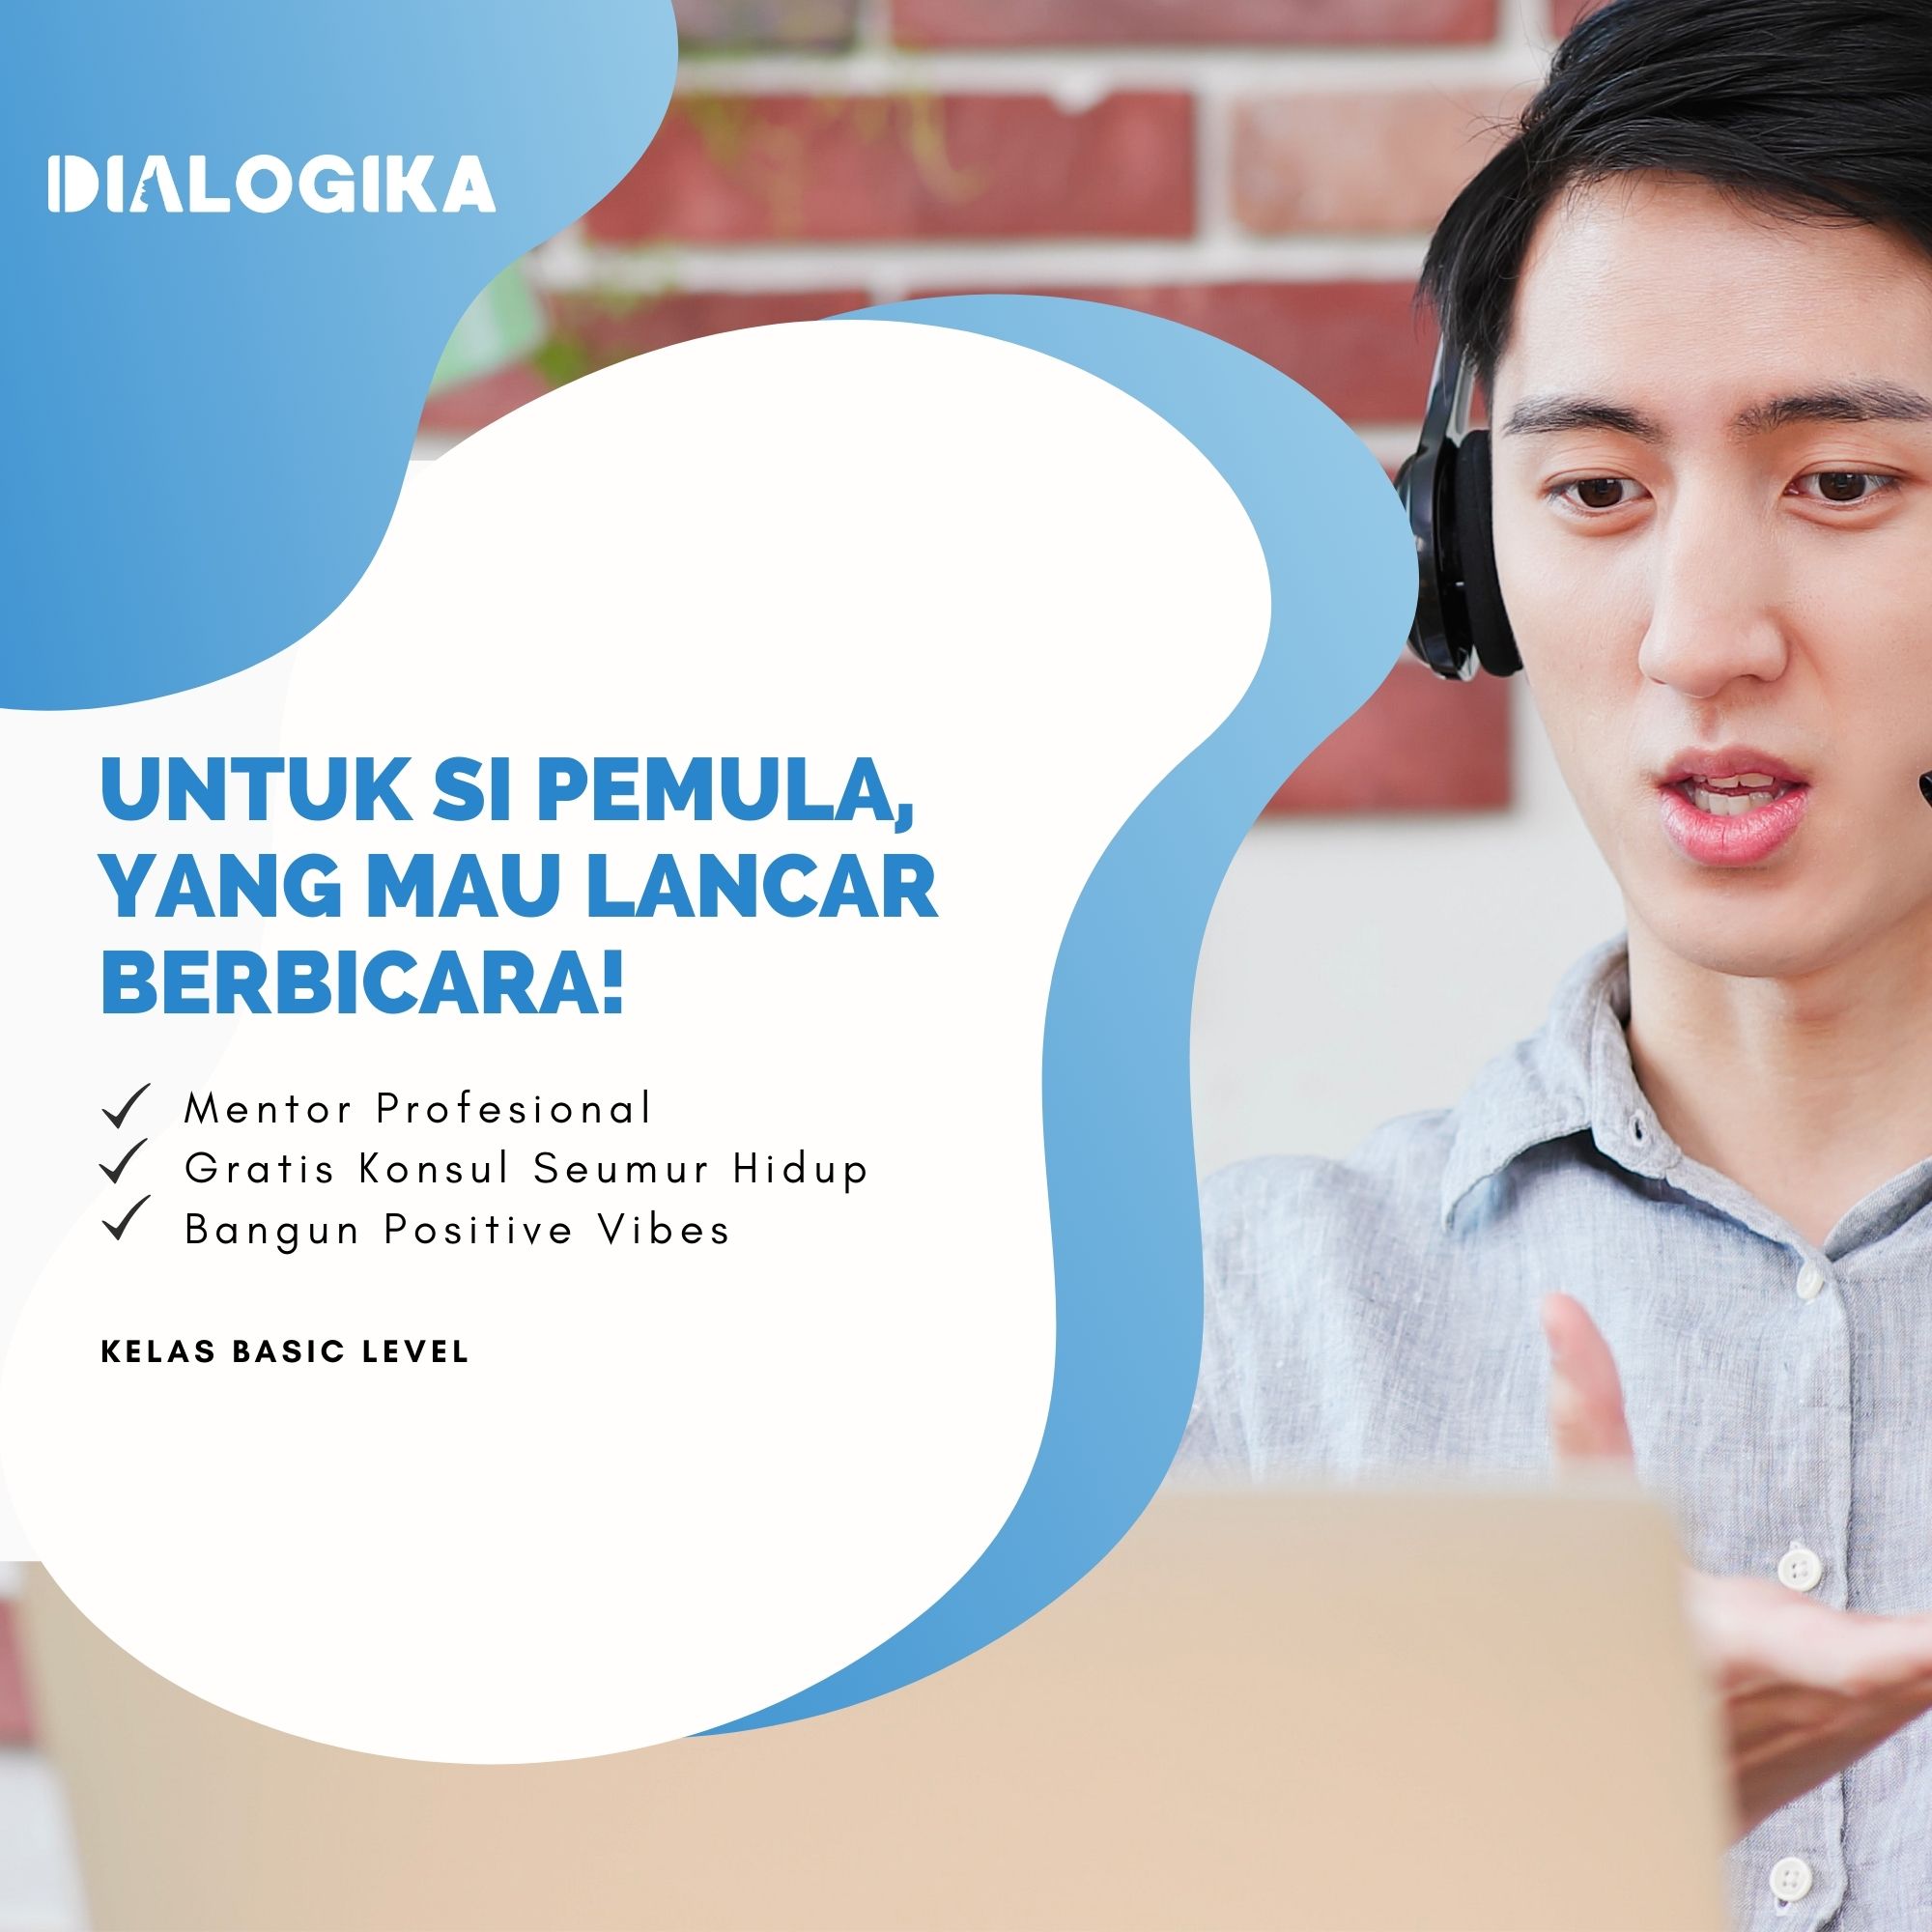 DIALOGIKA
UNTUK SI PEMULA,
YANG MAU LANCAR
BERBICARA!
Mentor Profesional
Gratis Konsul Seumur Hidup
Bangun Positive Vibes
KELAS BASIC LEVEL